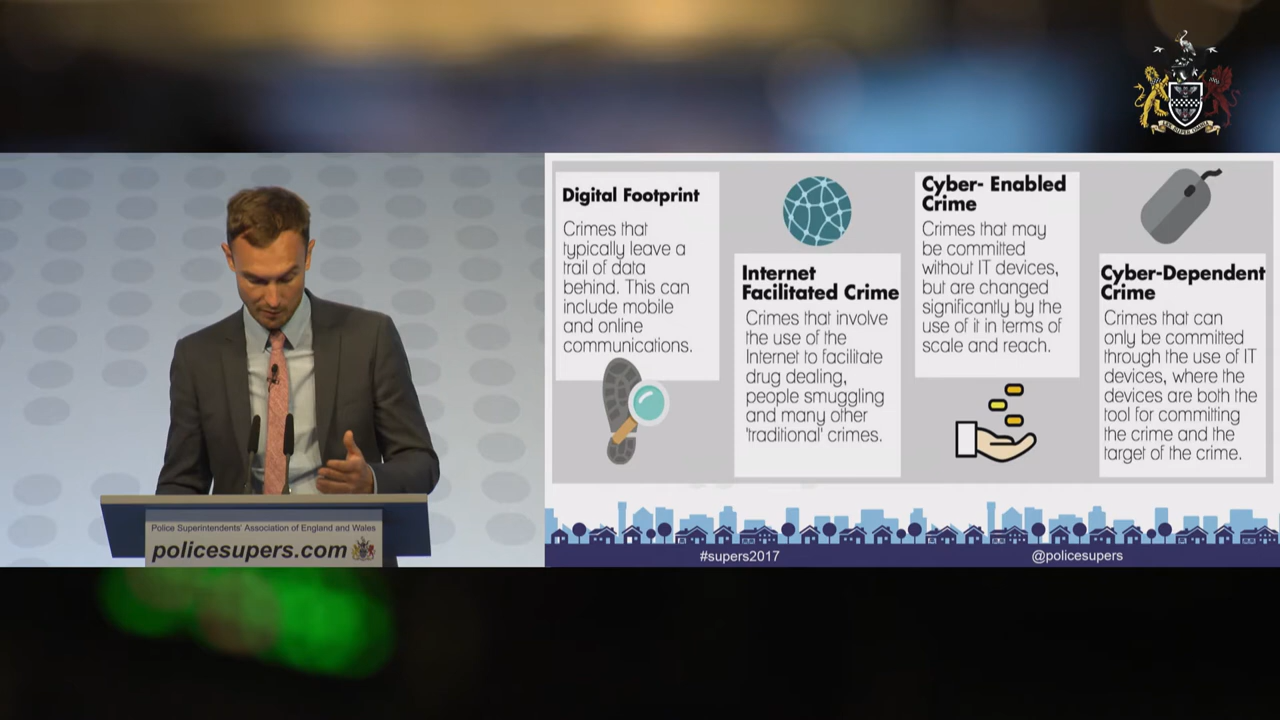 Police Superintendents' Association of England and Wales
policesupers.com
Digital Footprint
Crimes that
typically leave a
trail of data
behind. This can
include mobile
and online
communications.
Internet
Facilitated Crime
Crimes that involve
the use of the
Internet to facilitate
drug dealing,
people smuggling
and many other
'traditional' crimes.
Cyber- Enabled
Crime
Crimes that may
be committed
without IT devices,
but are changed
significantly by the
use of it in terms of
scale and reach.
Cyber-Dependent
Crime
Crimes that can
only be committed
through the use of IT
devices, where the
devices are both the
tool for committing
the crime and the
target of the crime.
#supers2017
@policesupers